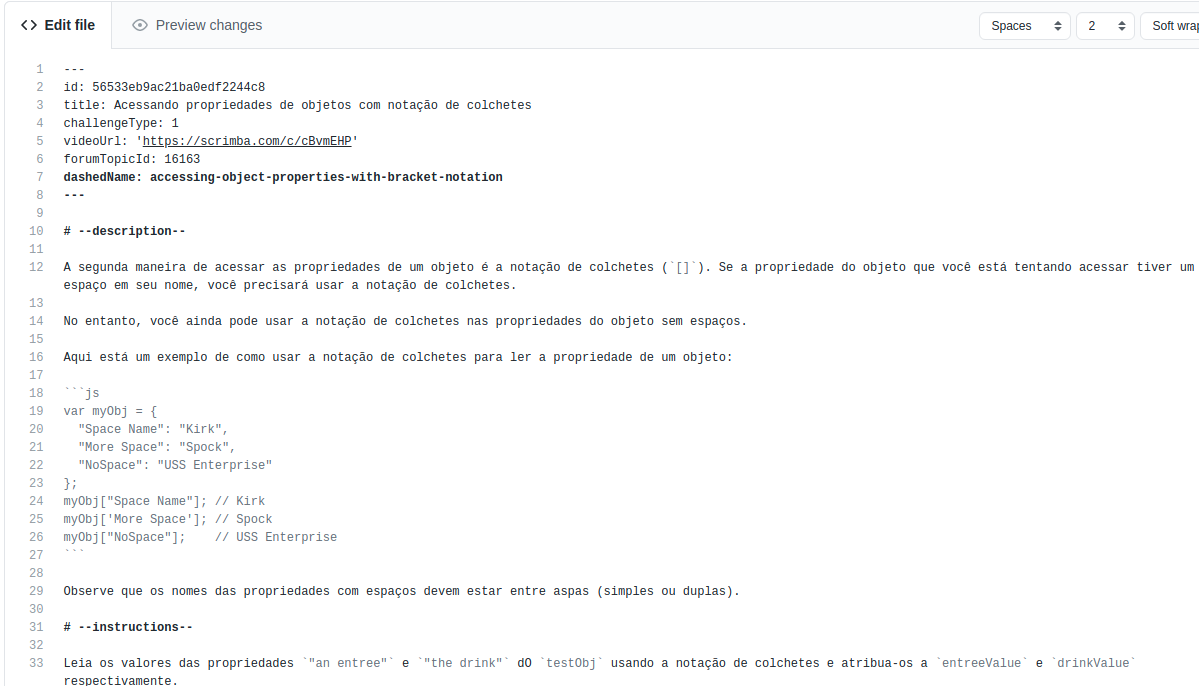 Edit file
Preview changes
Spaces
2
Soft wrap
1 ---
2 id: 56533eb9ac21ba0edf2244c8
3 title: Acessando propriedades de objetos com notação de colchetes
4 challengeType: 1
5 videoUrl: 'https://scrimba.com/c/cBvmEHP'
6 forumTopicId: 16163
7 dashedName: accessing-object-properties-with-bracket-notation
8 ---
9
10 # --description--
11
12 A segunda maneira de acessar as propriedades de um objeto é a notação de colchetes (`[]`). Se a propriedade do objeto que você está tentando acessar tiver um
espaço em seu nome, você precisará usar a notação de colchetes.
13
14 No entanto, você ainda pode usar a notação de colchetes nas propriedades do objeto sem espaços.
15
16 Aqui está um exemplo de como usar a notação de colchetes para ler a propriedade de um objeto:
17
18 ```js
19 var myObj = {
20   "Space Name": "Kirk",
21   "More Space": "Spock",
22   "NoSpace": "USS Enterprise"
23 };
24 myObj["Space Name"]; // Kirk
25 myObj['More Space']; // Spock
26 myObj["NoSpace"];    // USS Enterprise
27 ```
28
29 Observe que os nomes das propriedades com espaços devem estar entre aspas (simples ou duplas).
30
31 # --instructions--
32
33 Leia os valores das propriedades `"an entree"` e `"the drink"` dO `testObj` usando a notação de colchetes e atribua-os a `entreeValue` e `drinkValue`
respectivamente.